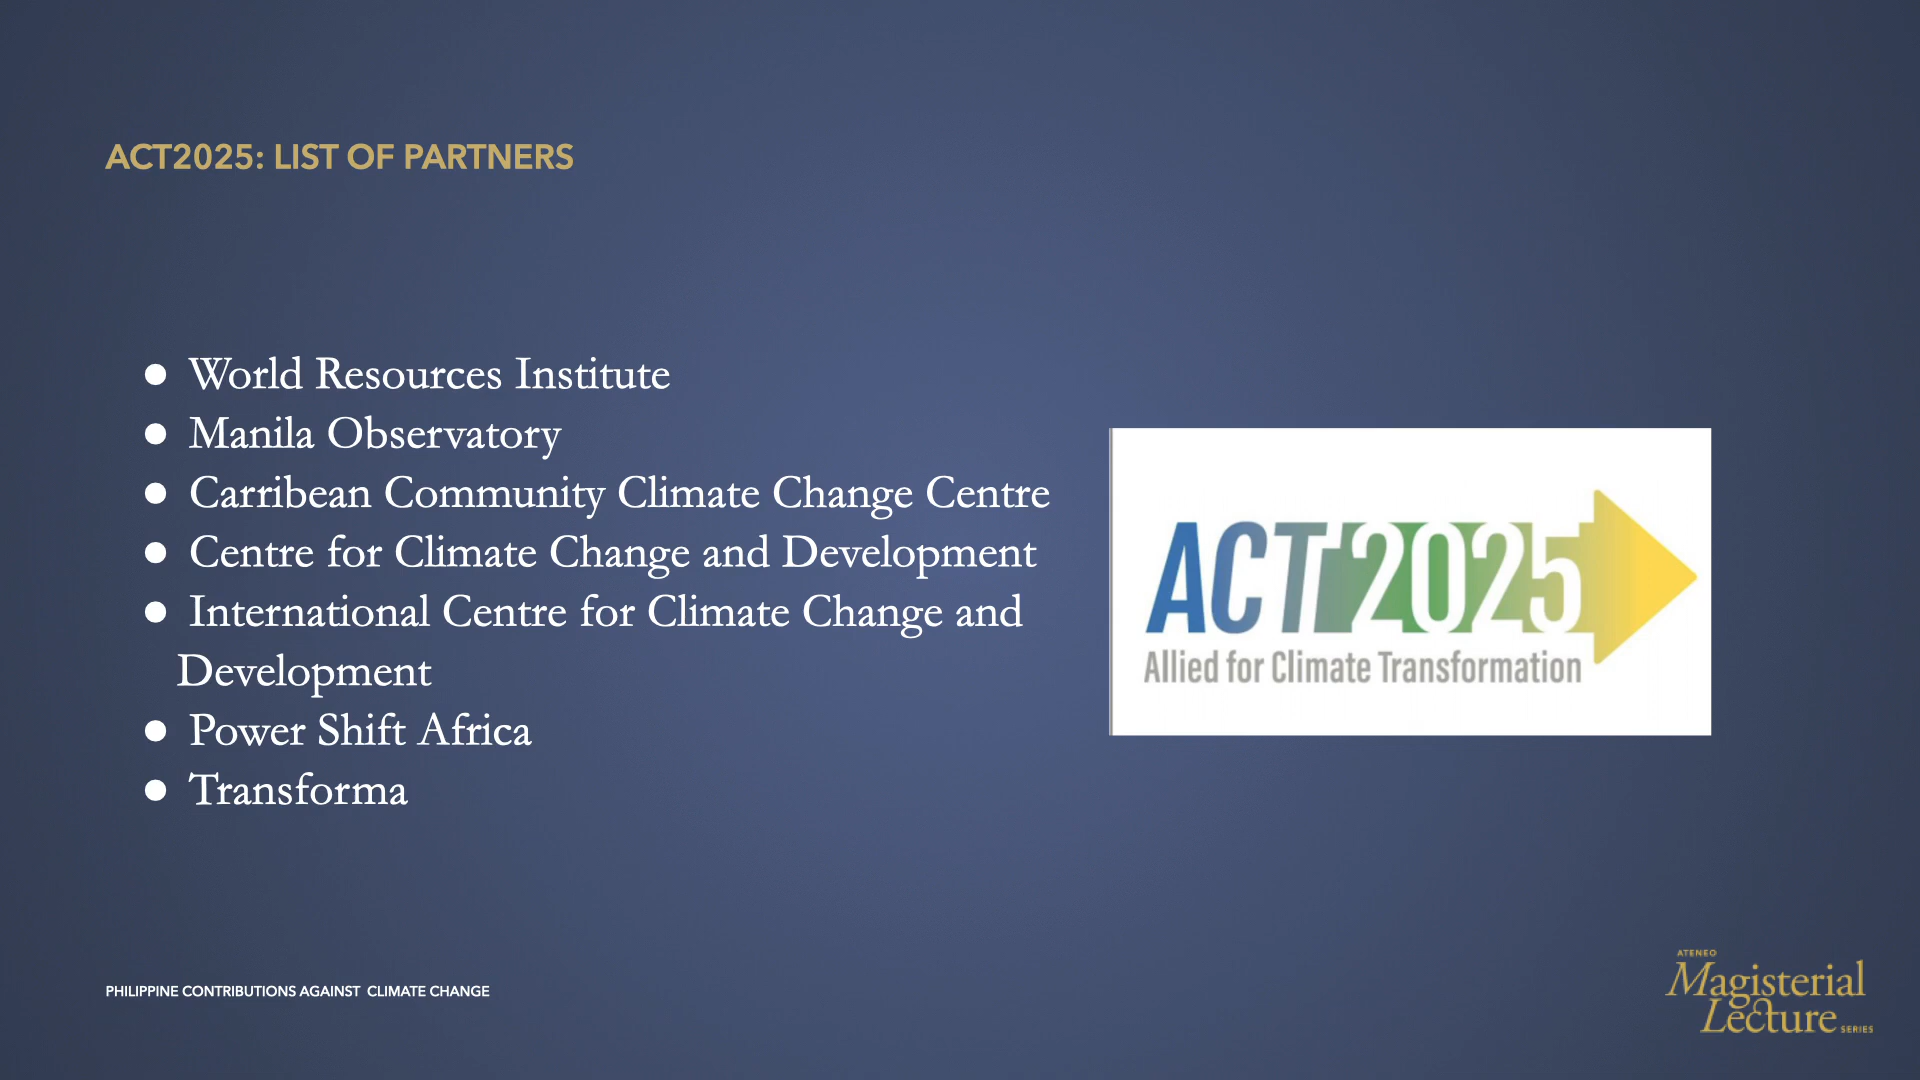 ACT2025: LIST OF PARTNERS
● World Resources Institute
● Manila Observatory
● Carribean Community Climate Change Centre
● Centre for Climate Change and Development
● International Centre for Climate Change and
Development
● Power Shift Africa
● Transforma
ACT2025
Allied for Climate Transformation
PHILIPPINE CONTRIBUTIONS AGAINST CLIMATE CHANGE
ATENEO
Magisterial
Lecture SERIES